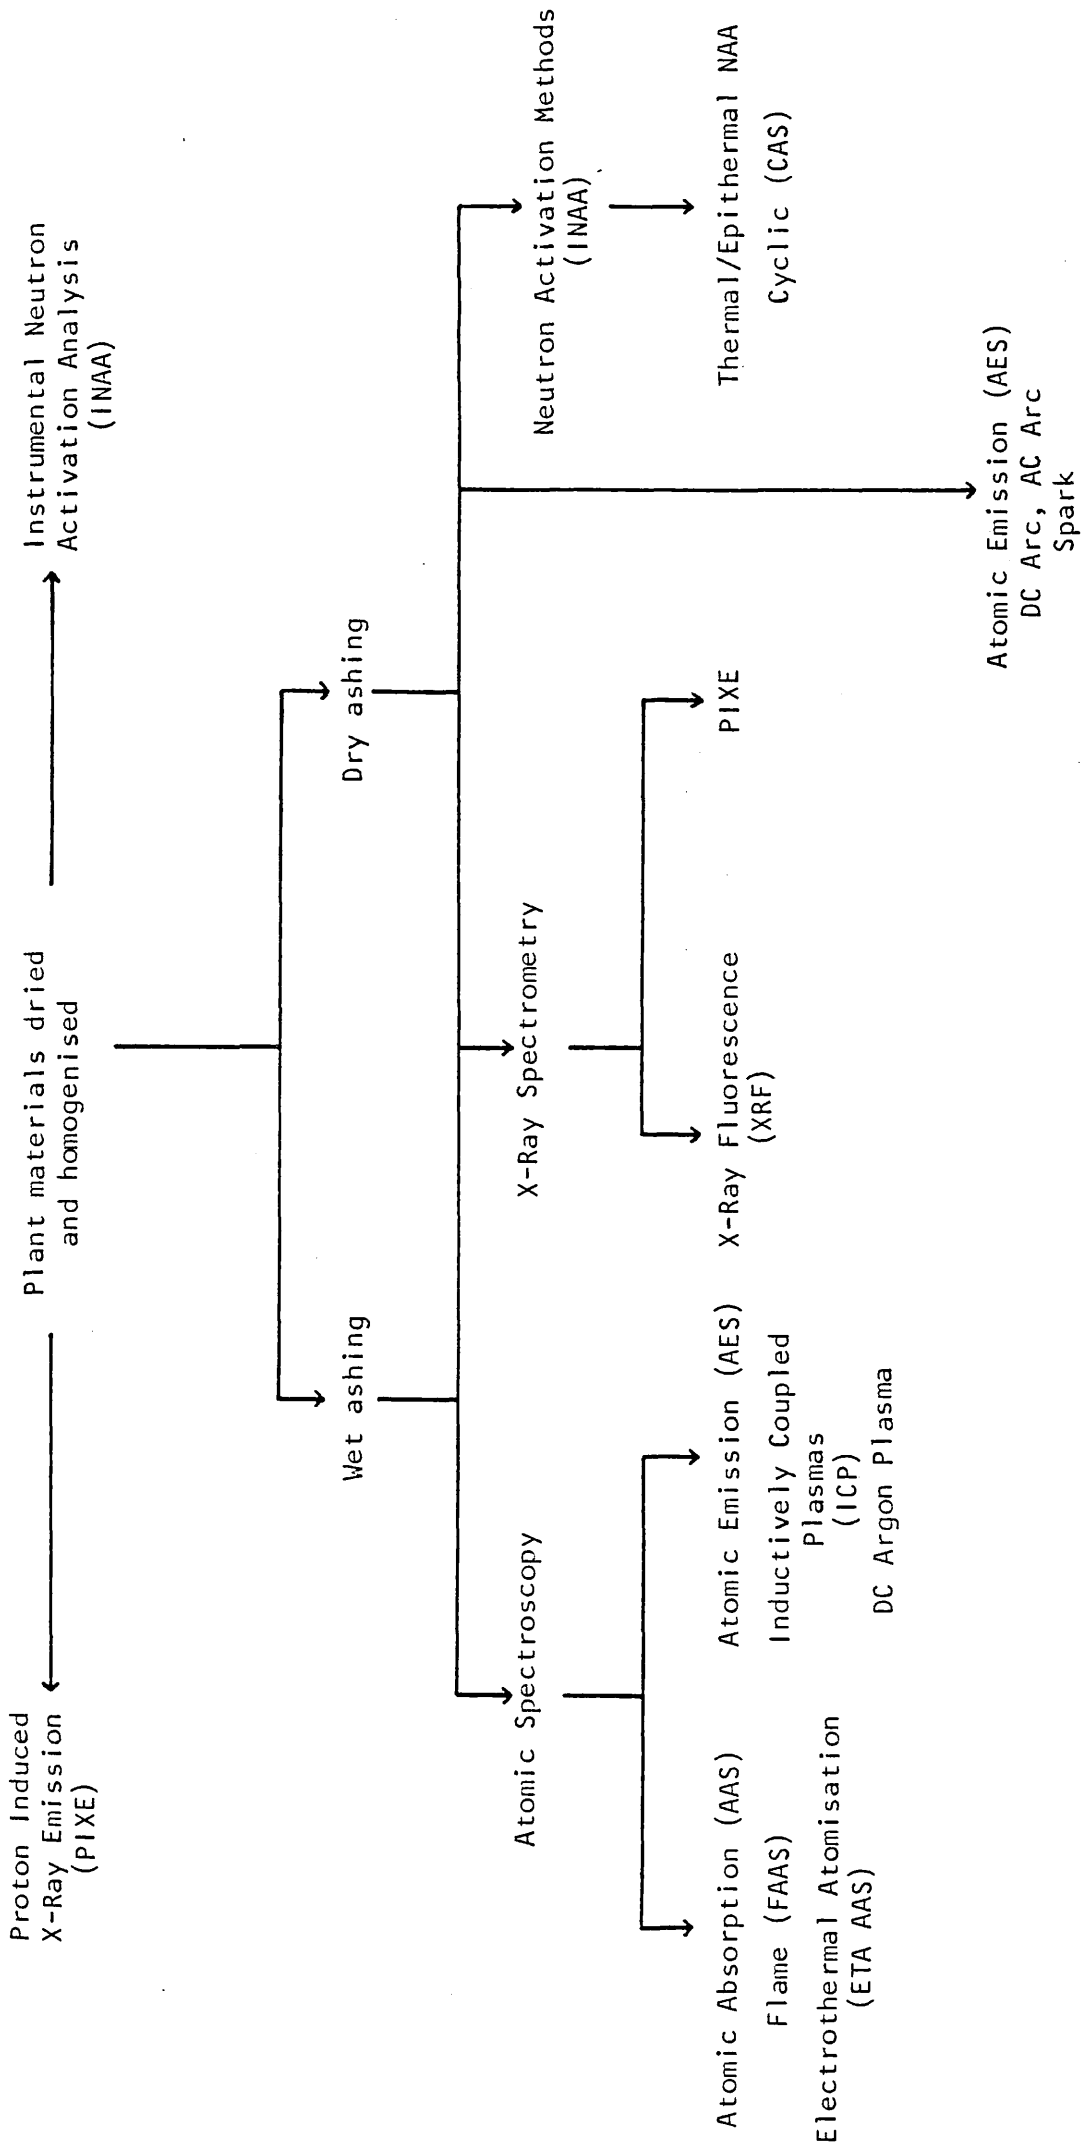 Proton Induced
X-Ray Emission
(PIXE)
Plant materials dried
and homogenised
Instrumental Neutron
Activation Analysis
(INAA)
Wet ashing
Dry ashing
Atomic Spectroscopy
X-Ray Spectrometry
Neutron Activation Methods
(INAA)
Atomic Absorption (AAS)
Flame (FAAS)
Electrothermal Atomisation
(ETA AAS)
Atomic Emission (AES)
Inductively Coupled
Plasmas
(ICP)
DC Argon Plasma
X-Ray Fluorescence
(XRF)
PIXE
Thermal/Epithermal NAA
Cyclic (CAS)
Atomic Emission (AES)
DC Arc, AC Arc
Spark